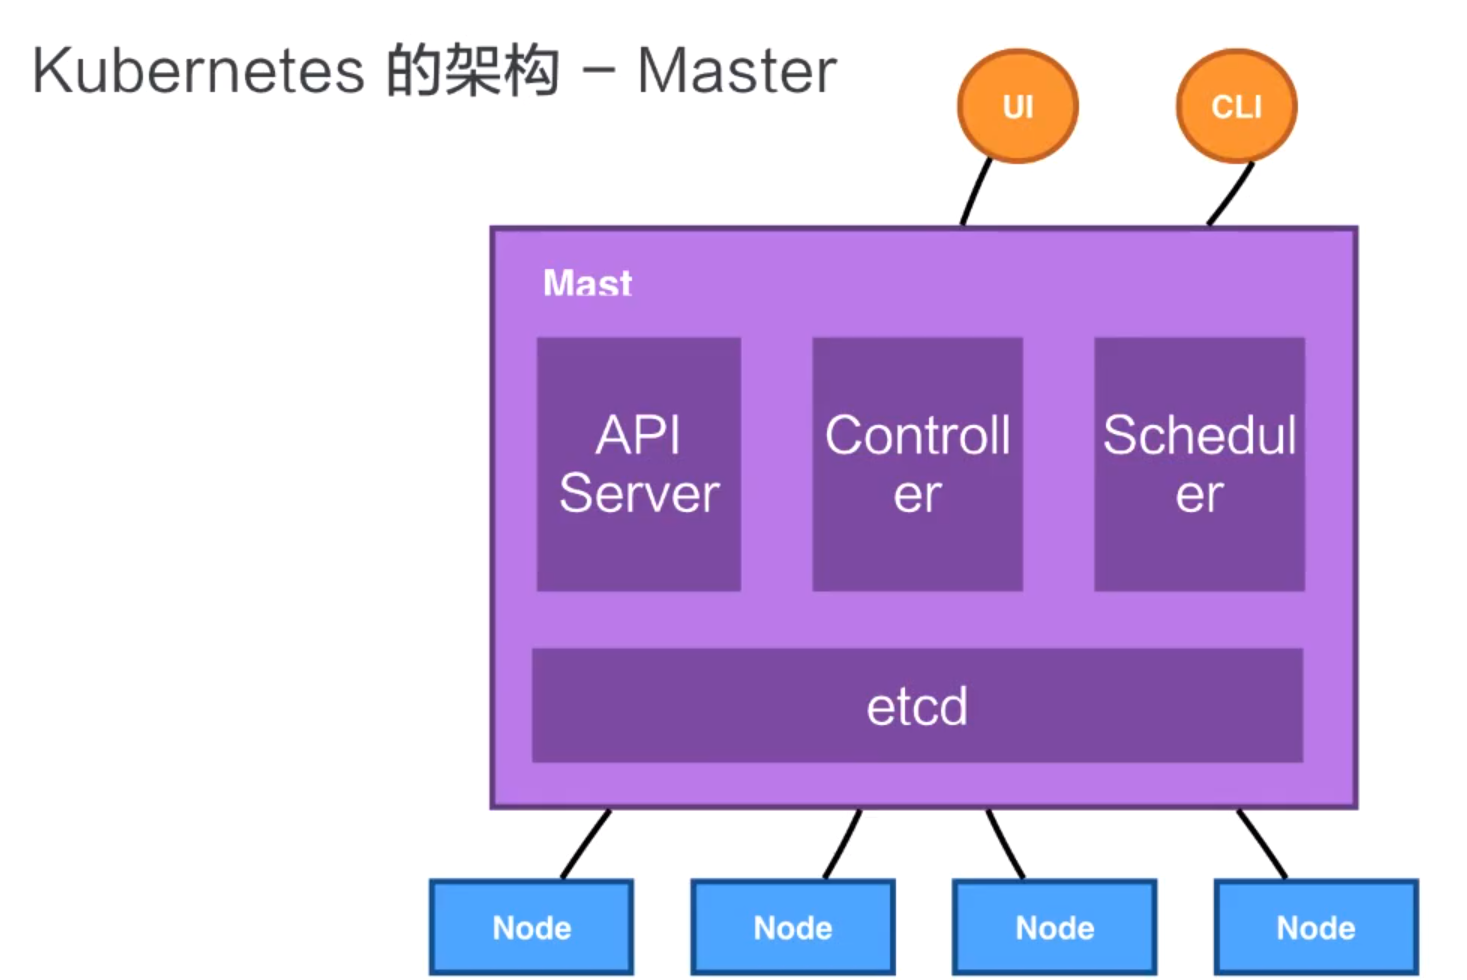 Kubernetes 的架构 – Master
UI
CLI
Mast
API
Server
Controll
er
Schedul
er
etcd
Node
Node
Node
Node